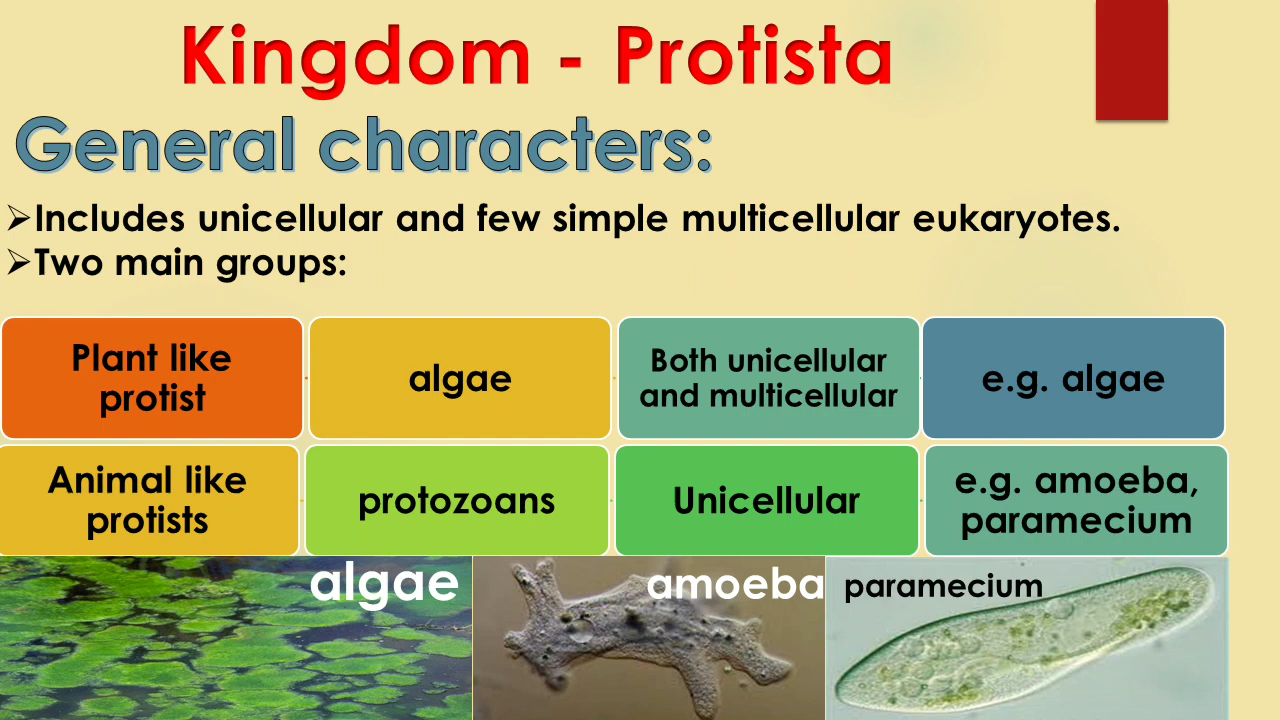 Kingdom - Protista
General characters:
➢Includes unicellular and few simple multicellular eukaryotes.
➢Two main groups:
Plant like
protist
algae
Both unicellular
and multicellular
e.g. algae
Animal like
protists
protozoans
Unicellular
e.g. amoeba,
paramecium
algae
amoeba
paramecium